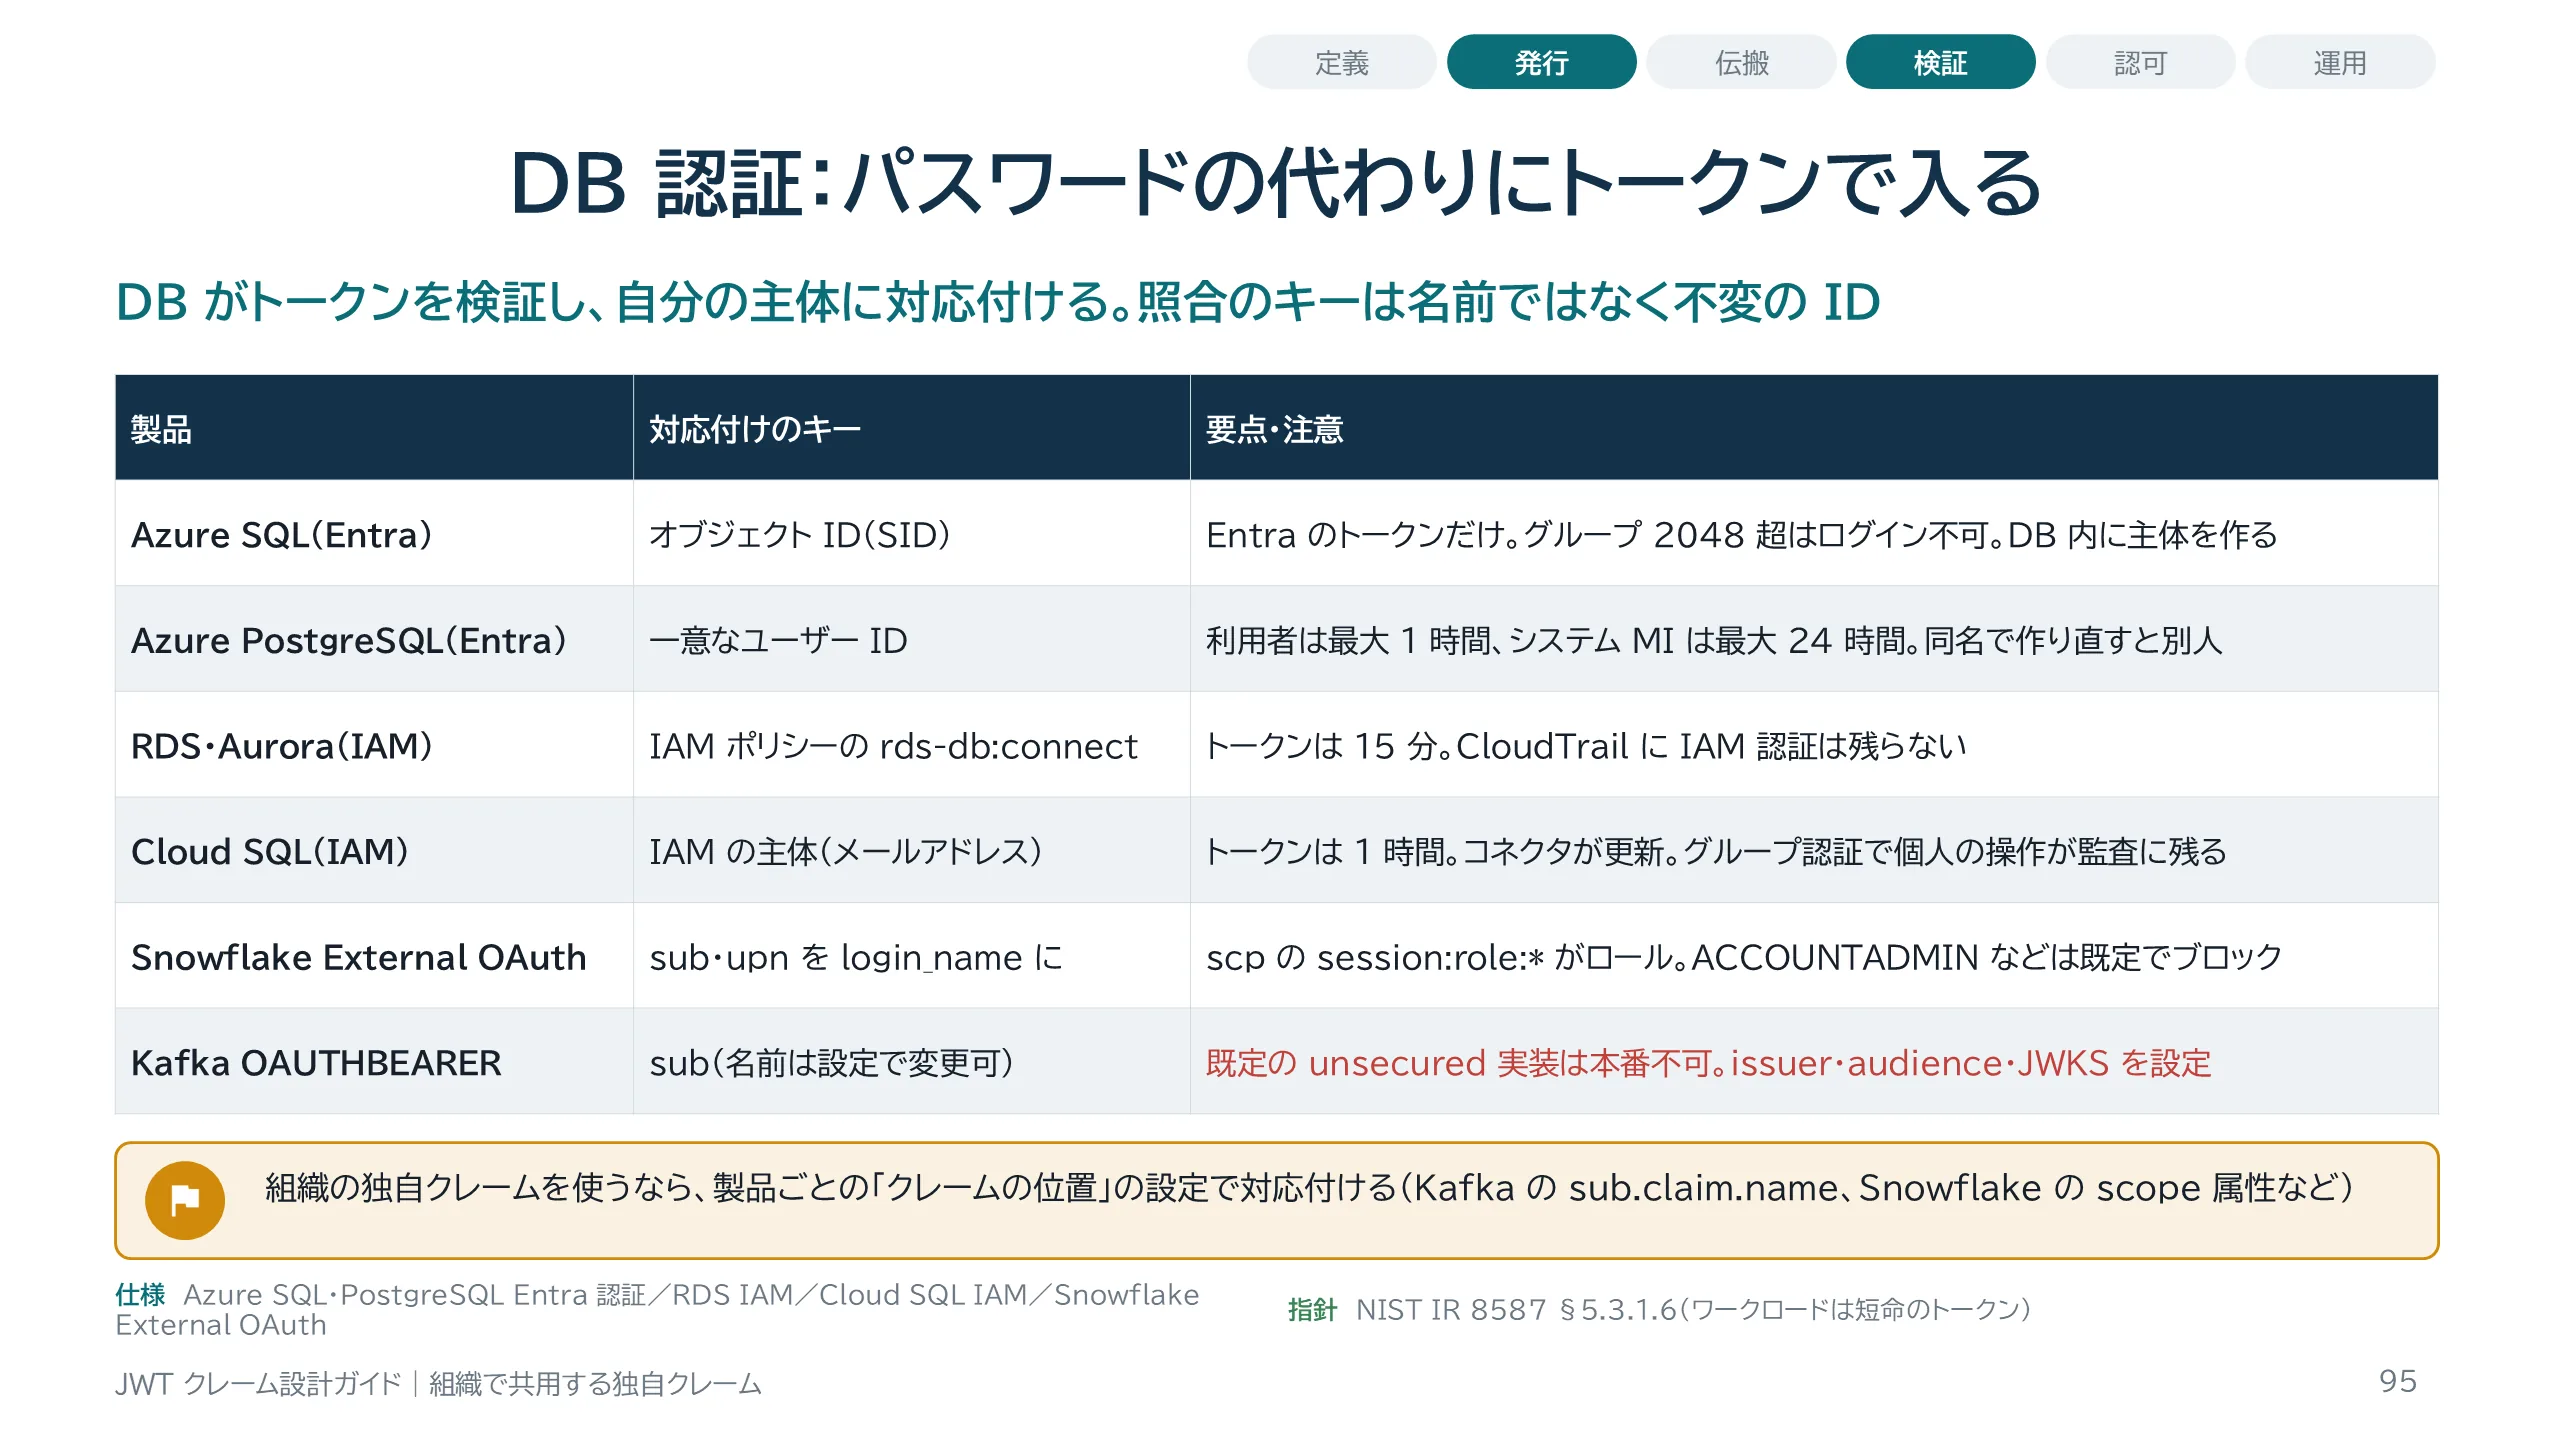 定義 発行 伝搬 検証 認可 運用
DB 認証：パスワードの代わりにトークンで入る
DB がトークンを検証し、自分の主体に対応付ける。照合のキーは名前ではなく不変の ID
製品 対応付けのキー 要点・注意
Azure SQL（Entra） オブジェクト ID（SID） Entra のトークンだけ。グループ 2048 超はログイン不可。DB 内に主体を作る
Azure PostgreSQL（Entra） 一意なユーザー ID 利用者は最大 1 時間、システム MI は最大 24 時間。同名で作り直すと別人
RDS・Aurora（IAM） IAM ポリシーの rds-db:connect トークンは 15 分。CloudTrail に IAM 認証は残らない
Cloud SQL（IAM） IAM の主体（メールアドレス） トークンは 1 時間。コネクタが更新。グループ認証で個人の操作が監査に残る
Snowflake External OAuth sub・upn を login_name に scp の session:role:* がロール。ACCOUNTADMIN などは既定でブロック
Kafka OAUTHBEARER sub（名前は設定で変更可） 既定の unsecured 実装は本番不可。issuer・audience・JWKS を設定
組織の独自クレームを使うなら、製品ごとの「クレームの位置」の設定で対応付ける（Kafka の sub.claim.name、Snowflake の scope 属性など）
仕様 Azure SQL・PostgreSQL Entra 認証／RDS IAM／Cloud SQL IAM／Snowflake
External OAuth
指針 NIST IR 8587 §5.3.1.6（ワークロードは短命のトークン）
JWT クレーム設計ガイド｜組織で共用する独自クレーム
95